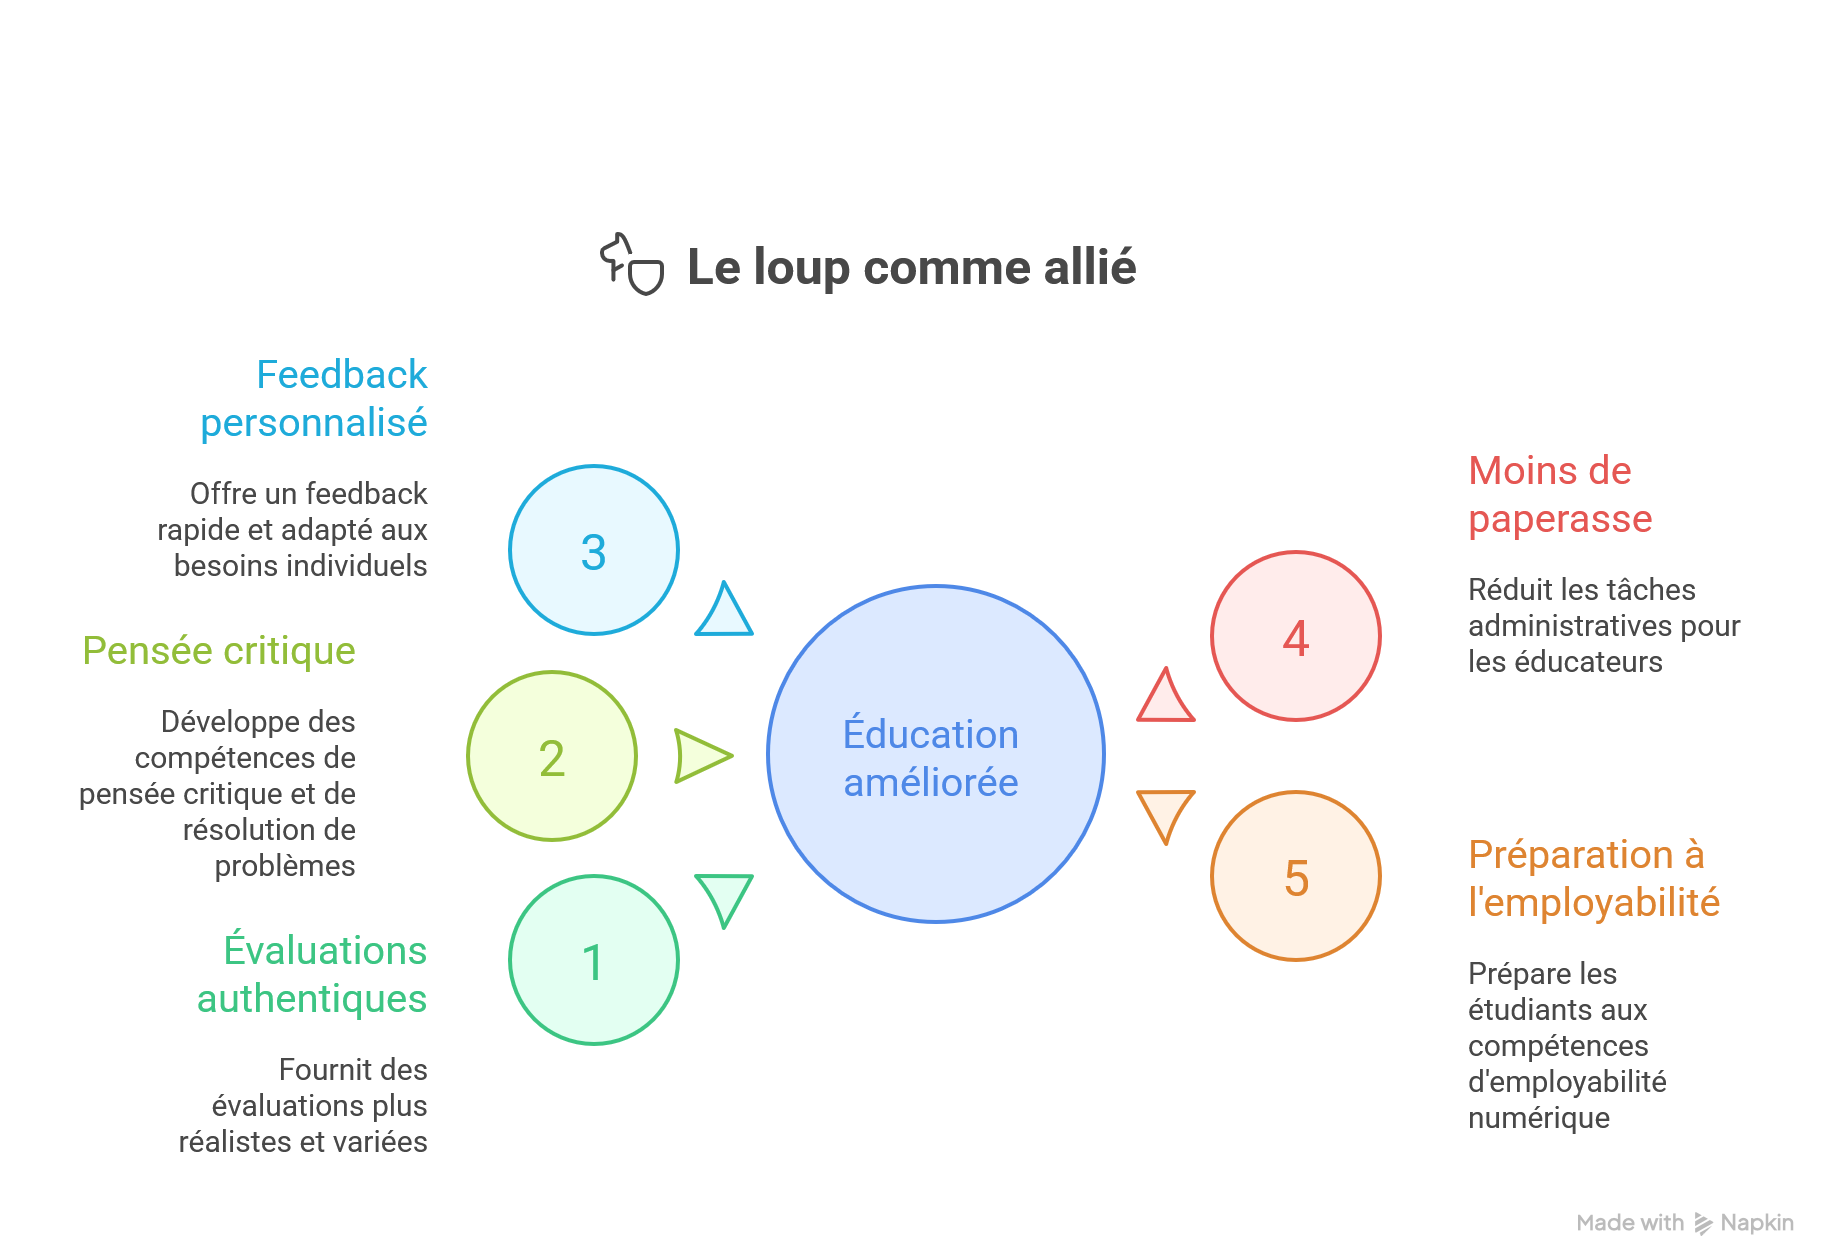 Le loup comme allié
Feedback
personnalisé
Offre un feedback
rapide et adapté aux
besoins individuels
3
Pensée critique
Développe des
compétences de
pensée critique et de
résolution de
problèmes
2
Évaluations
authentiques
Fournit des
évaluations plus
réalistes et variées
1
Éducation
améliorée
Moins de
paperasse
Réduit les tâches
administratives pour
les éducateurs
4
Préparation à
l'employabilité
Prépare les
étudiants aux
compétences
d'employabilité
numérique
5
Made with Napkin